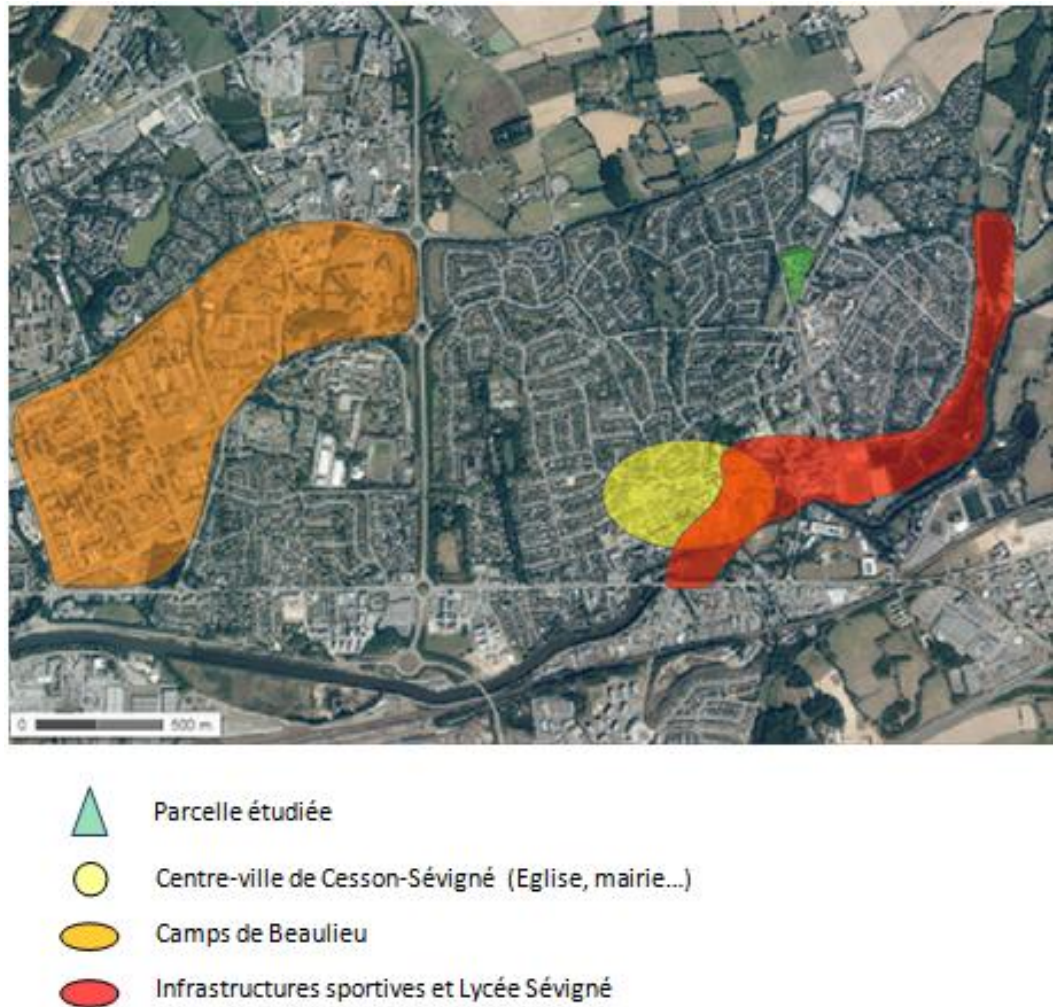 0 500 m
Parcelle étudiée
Centre-ville de Cesson-Sévigné (Eglise, mairie...)
Camps de Beaulieu
Infrastructures sportives et Lycée Sévigné